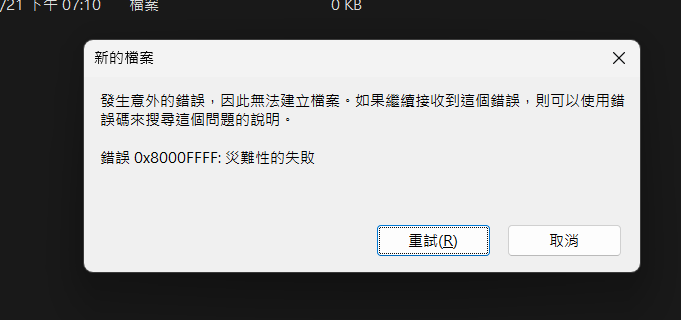 /21 下午 07:10 檔案 0 KB
新的檔案
發生意外的錯誤，因此無法建立檔案。如果繼續接收到這個錯誤，則可以使用錯
誤碼來搜尋這個問題的說明。
錯誤 0x8000FFFF: 災難性的失敗
重試(R) 取消